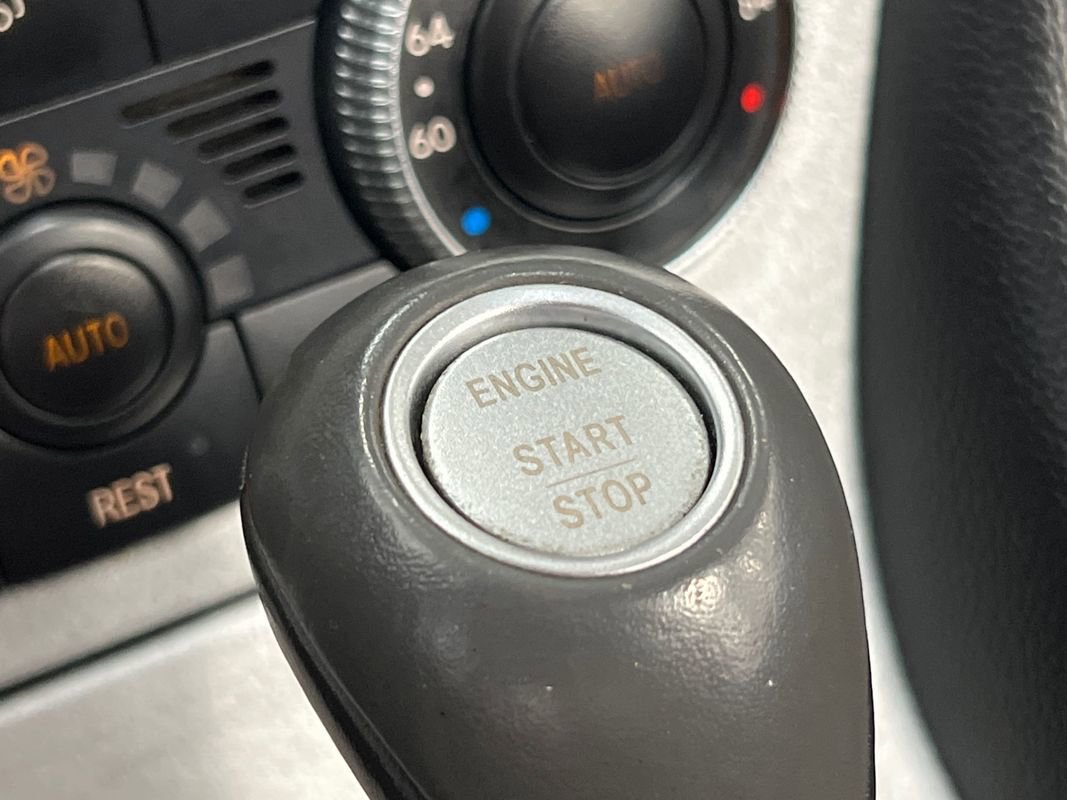 64
60
AUTO
AUTO
REST
ENGINE
START
STOP